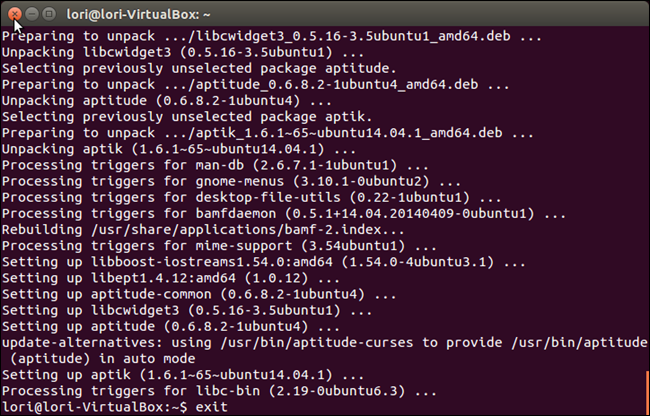 lori@lori-VirtualBox: ~
Preparing to unpack .../libcwidget3_0.5.16-3.5ubuntu1_amd64.deb ...
Unpacking libcwidget3 (0.5.16-3.5ubuntu1) ...
Selecting previously unselected package aptitude.
Preparing to unpack .../aptitude_0.6.8.2-1ubuntu4_amd64.deb ...
Unpacking aptitude (0.6.8.2-1ubuntu4) ...
Selecting previously unselected package aptik.
Preparing to unpack .../aptik_1.6.1~65~ubuntu14.04.1_amd64.deb ...
Unpacking aptik (1.6.1~65~ubuntu14.04.1) ...
Processing triggers for man-db (2.6.7.1-1ubuntu1) ...
Processing triggers for gnome-menus (3.10.1-0ubuntu2) ...
Processing triggers for desktop-file-utils (0.22-1ubuntu1) ...
Processing triggers for bamfdaemon (0.5.1+14.04.20140409-0ubuntu1) ...
Rebuilding /usr/share/applications/bamf-2.index...
Processing triggers for mime-support (3.54ubuntu1) ...
Setting up libboost-iostreams1.54.0:amd64 (1.54.0-4ubuntu3.1) ...
Setting up libept1.4.12:amd64 (1.0.12) ...
Setting up aptitude-common (0.6.8.2-1ubuntu4) ...
Setting up libcwidget3 (0.5.16-3.5ubuntu1) ...
Setting up aptitude (0.6.8.2-1ubuntu4) ...
update-alternatives: using /usr/bin/aptitude-curses to provide /usr/bin/aptitude
(aptitude) in auto mode
Setting up aptik (1.6.1~65~ubuntu14.04.1) ...
Processing triggers for libc-bin (2.19-0ubuntu6.3) ...
lori@lori-VirtualBox:~$ exit